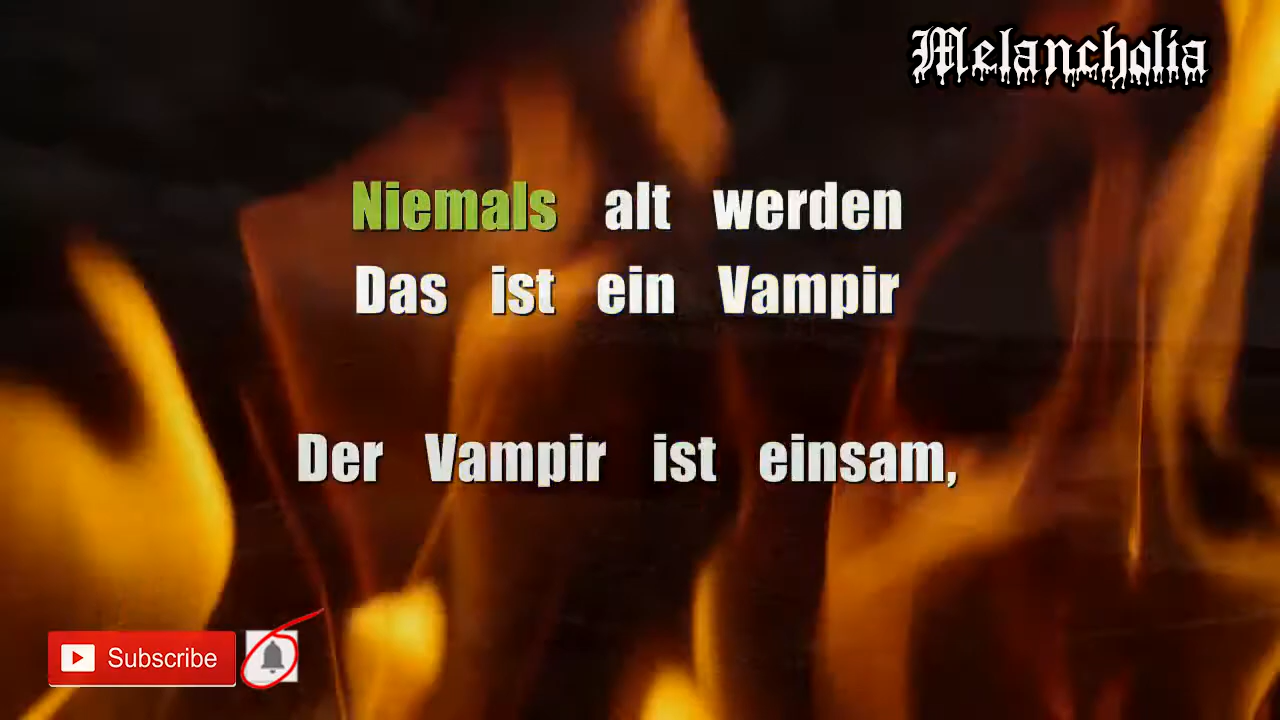 Melancholia
Niemals alt werden
Das ist ein Vampir
Der Vampir ist einsam,
Subscribe